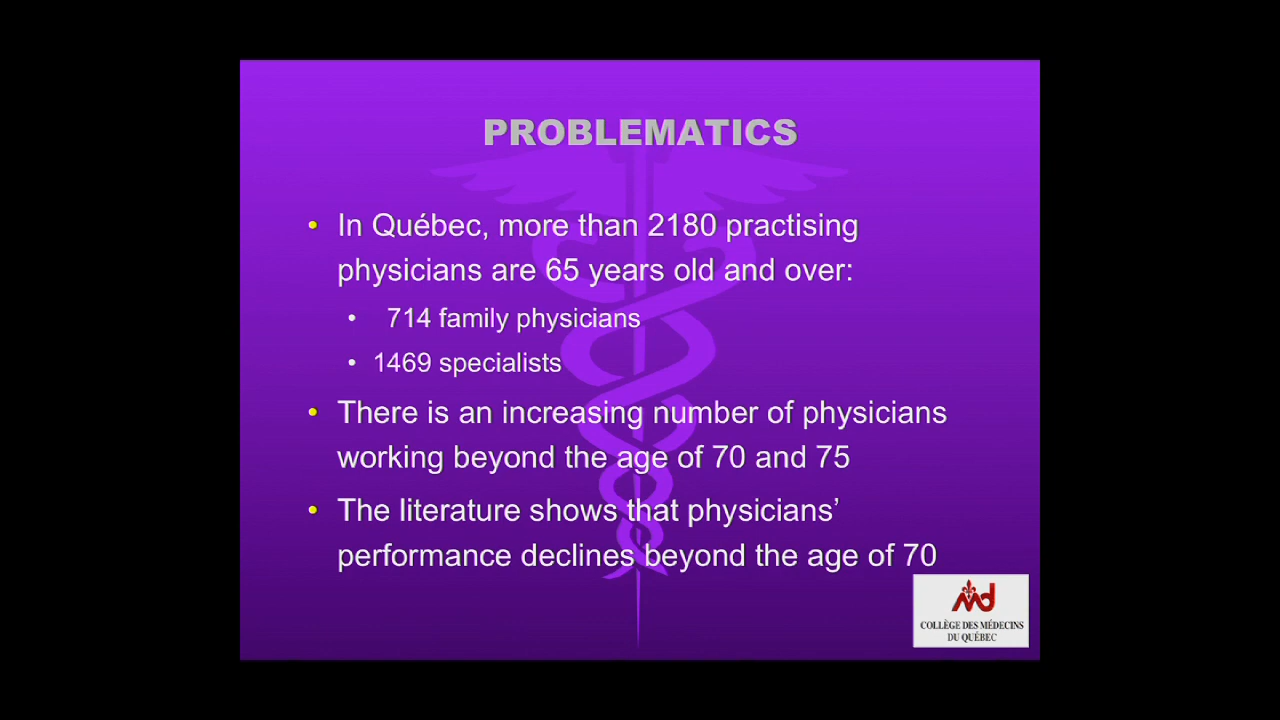 PROBLEMATICS
• In Québec, more than 2180 practising
physicians are 65 years old and over:
• 714 family physicians
• 1469 specialists
• There is an increasing number of physicians
working beyond the age of 70 and 75
• The literature shows that physicians’
performance declines beyond the age of 70
Md
COLLÈGE DES MÉDECINS
DU QUÉBEC